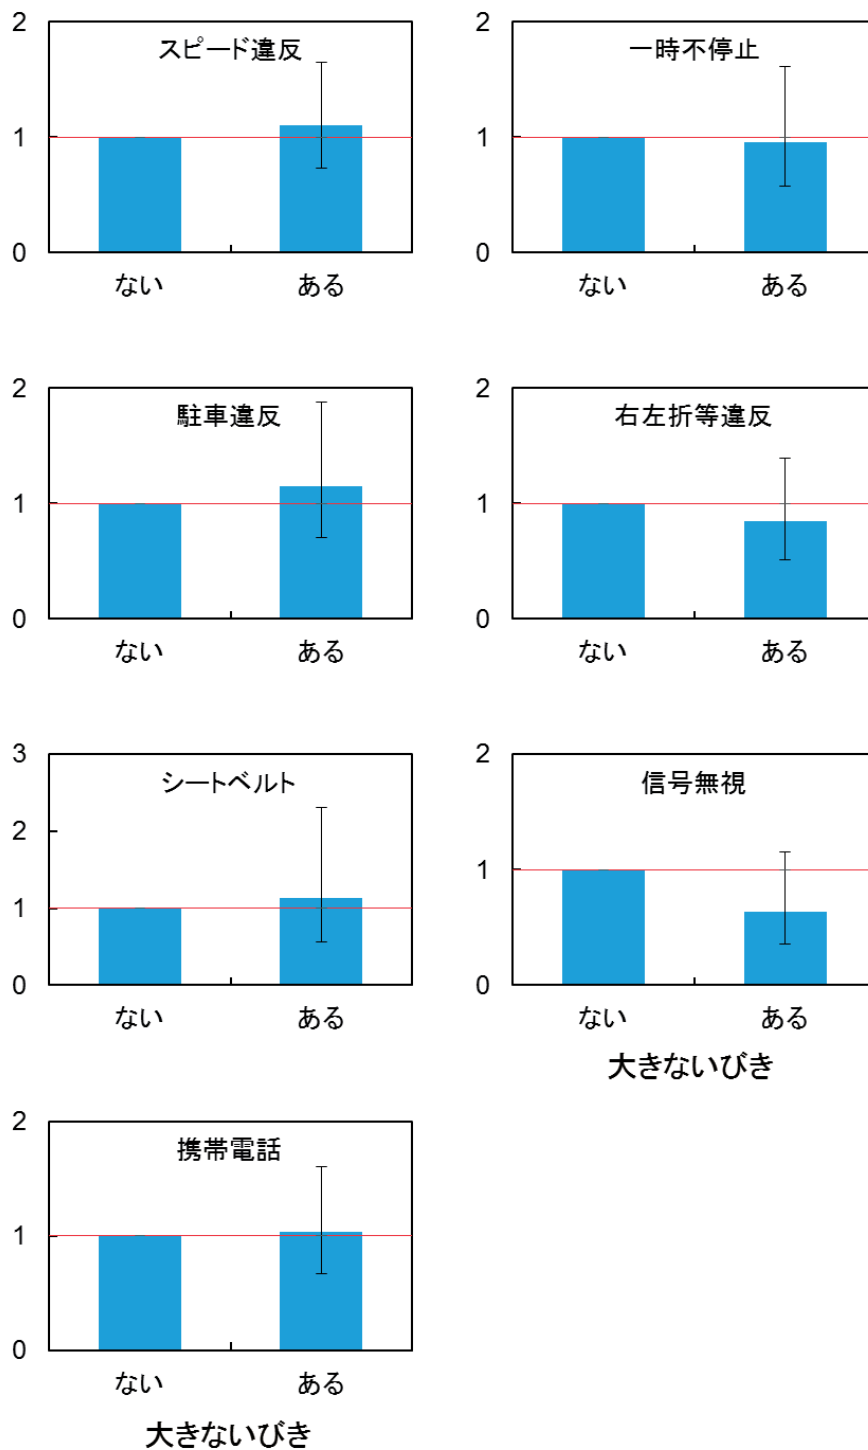 スピード違反
2
1
0
ない ある
一時不停止
2
1
0
ない ある
駐車違反
2
1
0
ない ある
右左折等違反
2
1
0
ない ある
シートベルト
3
2
1
0
ない ある
信号無視
2
1
0
ない ある
大きないびき
携帯電話
2
1
0
ない ある
大きないびき